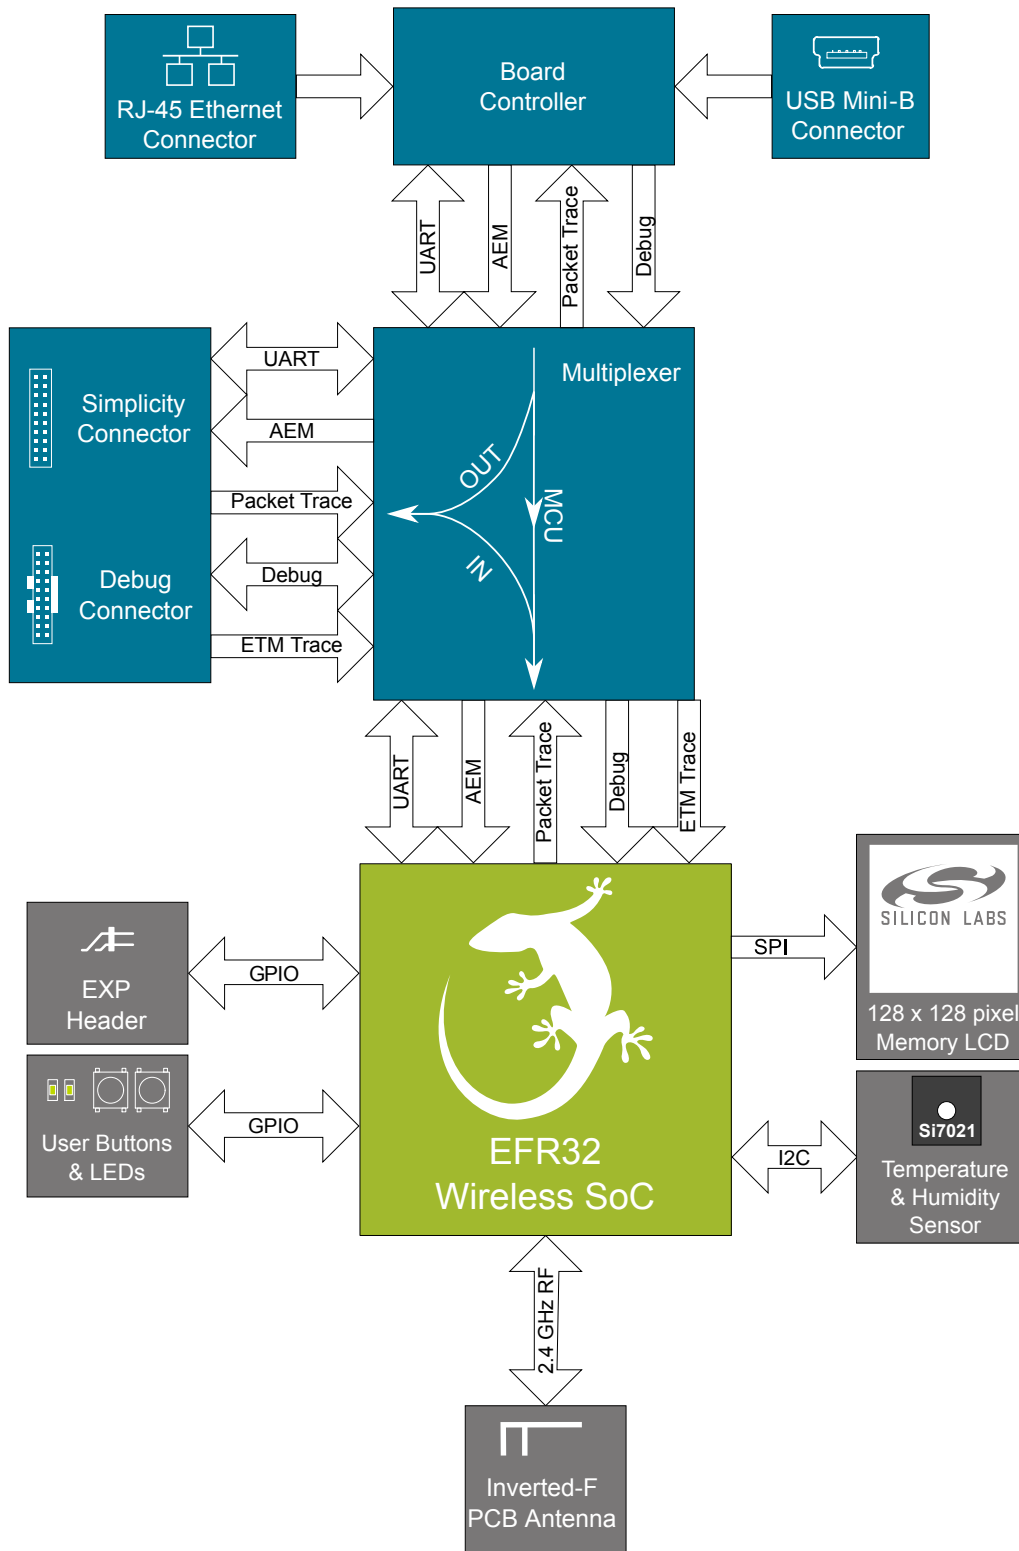 RJ-45 Ethernet
Connector
Board
Controller
USB Mini-B
Connector
UART
AEM
Packet Trace
Debug
Simplicity
Connector
Debug
Connector
UART
AEM
Packet Trace
Debug
ETM Trace
Multiplexer
OUT
MCU
IN
UART
AEM
Packet Trace
Debug
ETM Trace
EXP
Header
GPIO
User Buttons
& LEDs
GPIO
EFR32
Wireless SoC
SPI
SILICON LABS
128 x 128 pixel
Memory LCD
I2C
Si7021
Temperature
& Humidity
Sensor
2.4 GHz RF
Inverted-F
PCB Antenna